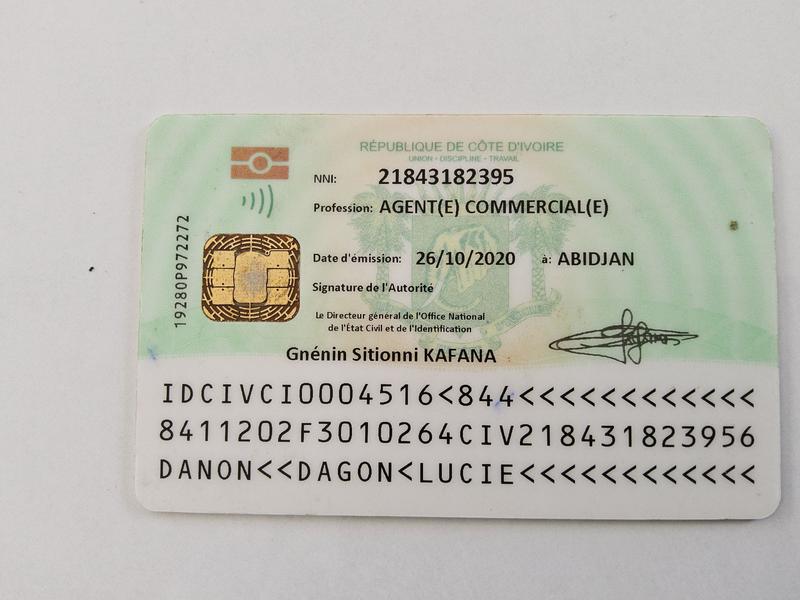 RÉPUBLIQUE DE CÔTE D'IVOIRE
UNION - DISCIPLINE - TRAVAIL
NNI: 21843182395
Profession: AGENT(E) COMMERCIAL(E)
19280P972272
Date d'émission: 26/10/2020 à: ABIDJAN
Signature de l'Autorité
Le Directeur général de l'Office National
de l'État Civil et de l'Identification
Gnénin Sitionni KAFANA
IDCIVCI0004516<844<<<<<<<<<<<<
8411202F3010264CIV218431823956
DANON<<DAGON<LUCIE<<<<<<<<<<<<